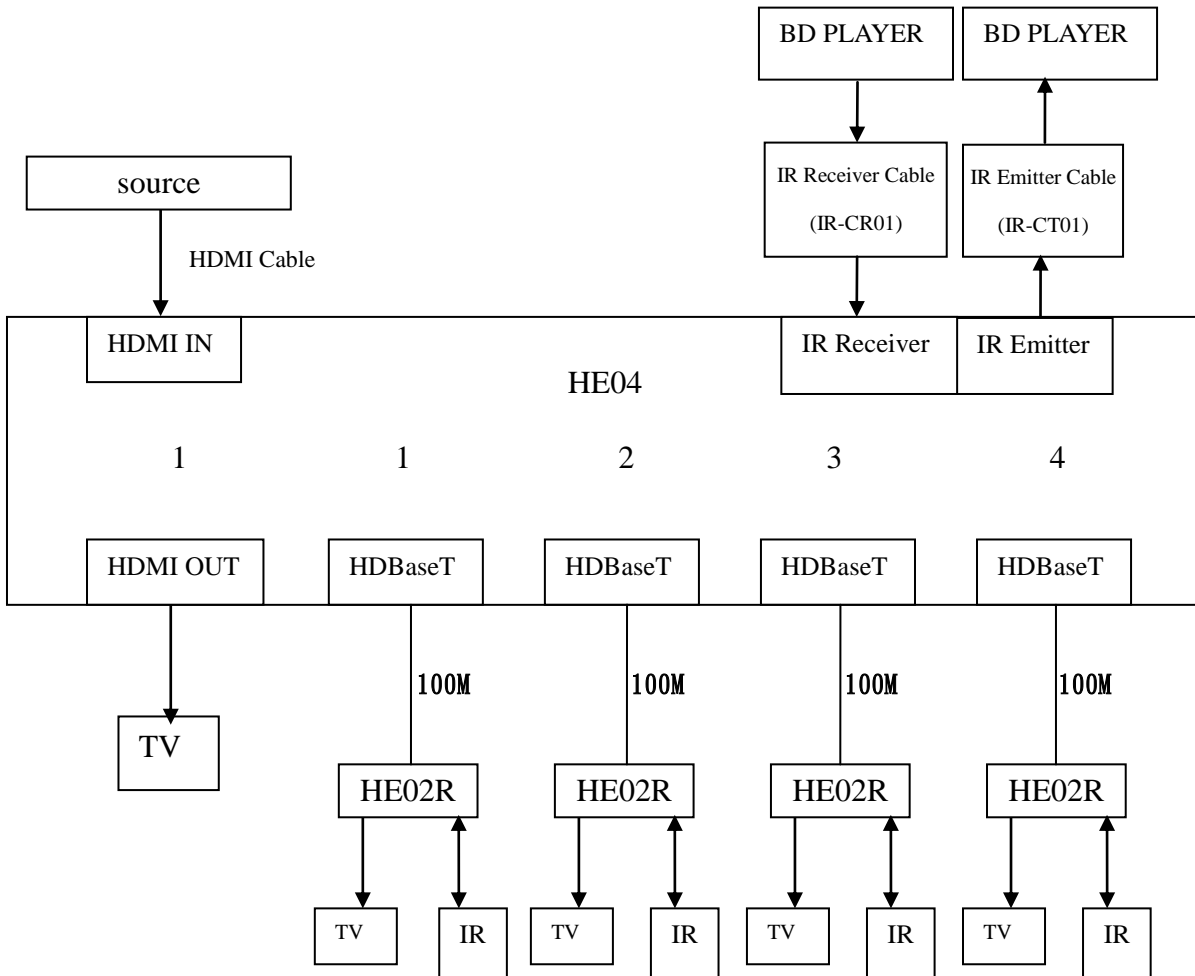 BD PLAYER
BD PLAYER
source
IR Receiver Cable
(IR-CR01)
IR Emitter Cable
(IR-CT01)
HDMI Cable
HDMI IN
IR Receiver
IR Emitter
HE04
1
1
2
3
4
HDMI OUT
HDBaseT
HDBaseT
HDBaseT
HDBaseT
100M
100M
100M
100M
TV
HE02R
HE02R
HE02R
HE02R
TV
IR
TV
IR
TV
IR
TV
IR